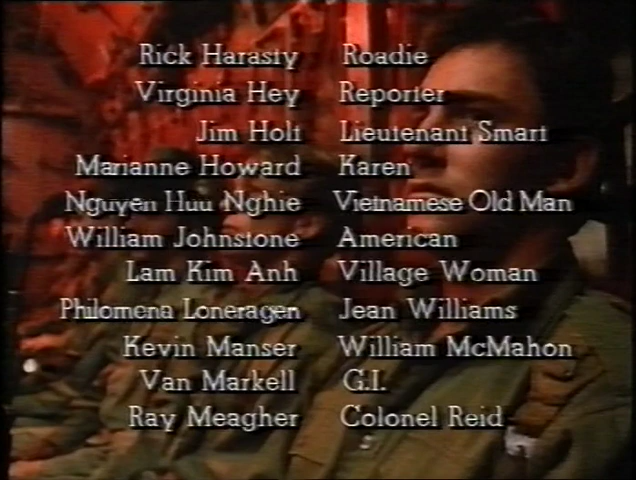 Rick Harasty Roadie
Virginia Hey Reporter
Jim Holt Lieutenant Smart
Marianne Howard Karen
Nguyen Huu Nghie Vietnamese Old Man
William Johnstone American
Lam Kim Anh Village Woman
Philomena Loneragen Jean Williams
Kevin Manser William McMahon
Van Markell G.I.
Ray Meagher Colonel Reid